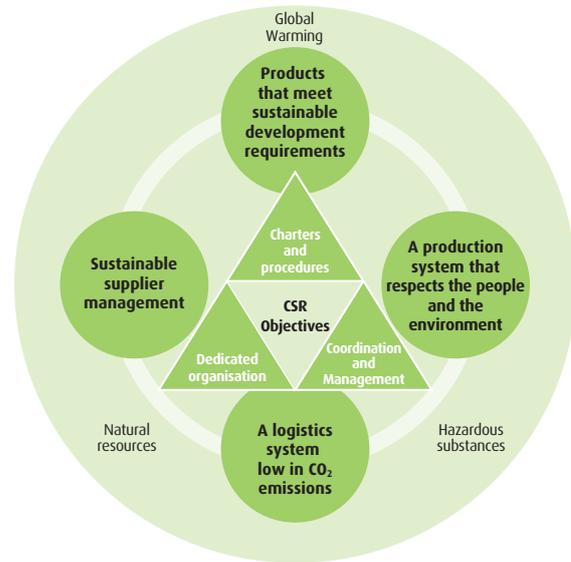 Global
Warming
Products
that meet
sustainable
development
requirements
Charters
and
procedures
Sustainable
supplier
management
A production
system that
respects the people
and the
environment
CSR
Objectives
Dedicated
organisation
Coordination
and
Management
Natural
resources
Hazardous
substances
A logistics
system
low in CO₂
emissions